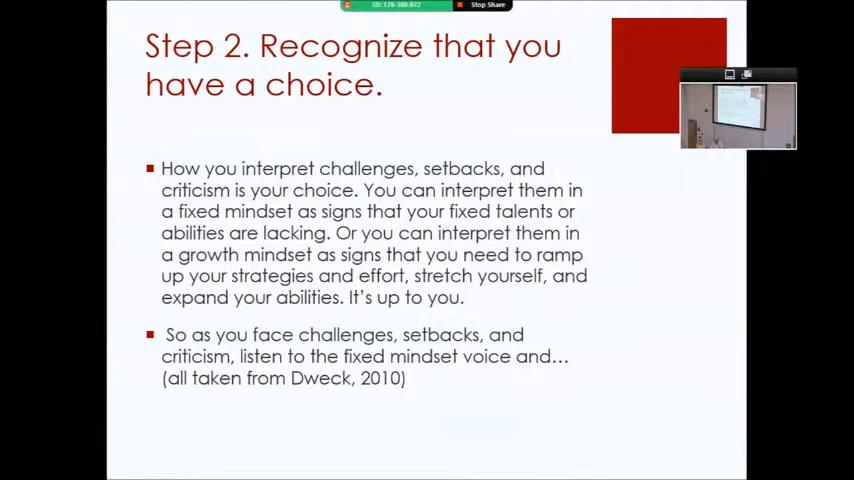 ID: 178-380-872
Stop Share
Step 2. Recognize that you
have a choice.
How you interpret challenges, setbacks, and
criticism is your choice. You can interpret them in
a fixed mindset as signs that your fixed talents or
abilities are lacking. Or you can interpret them in
a growth mindset as signs that you need to ramp
up your strategies and effort, stretch yourself, and
expand your abilities. It's up to you.
So as you face challenges, setbacks, and
criticism, listen to the fixed mindset voice and…
(all taken from Dweck, 2010)